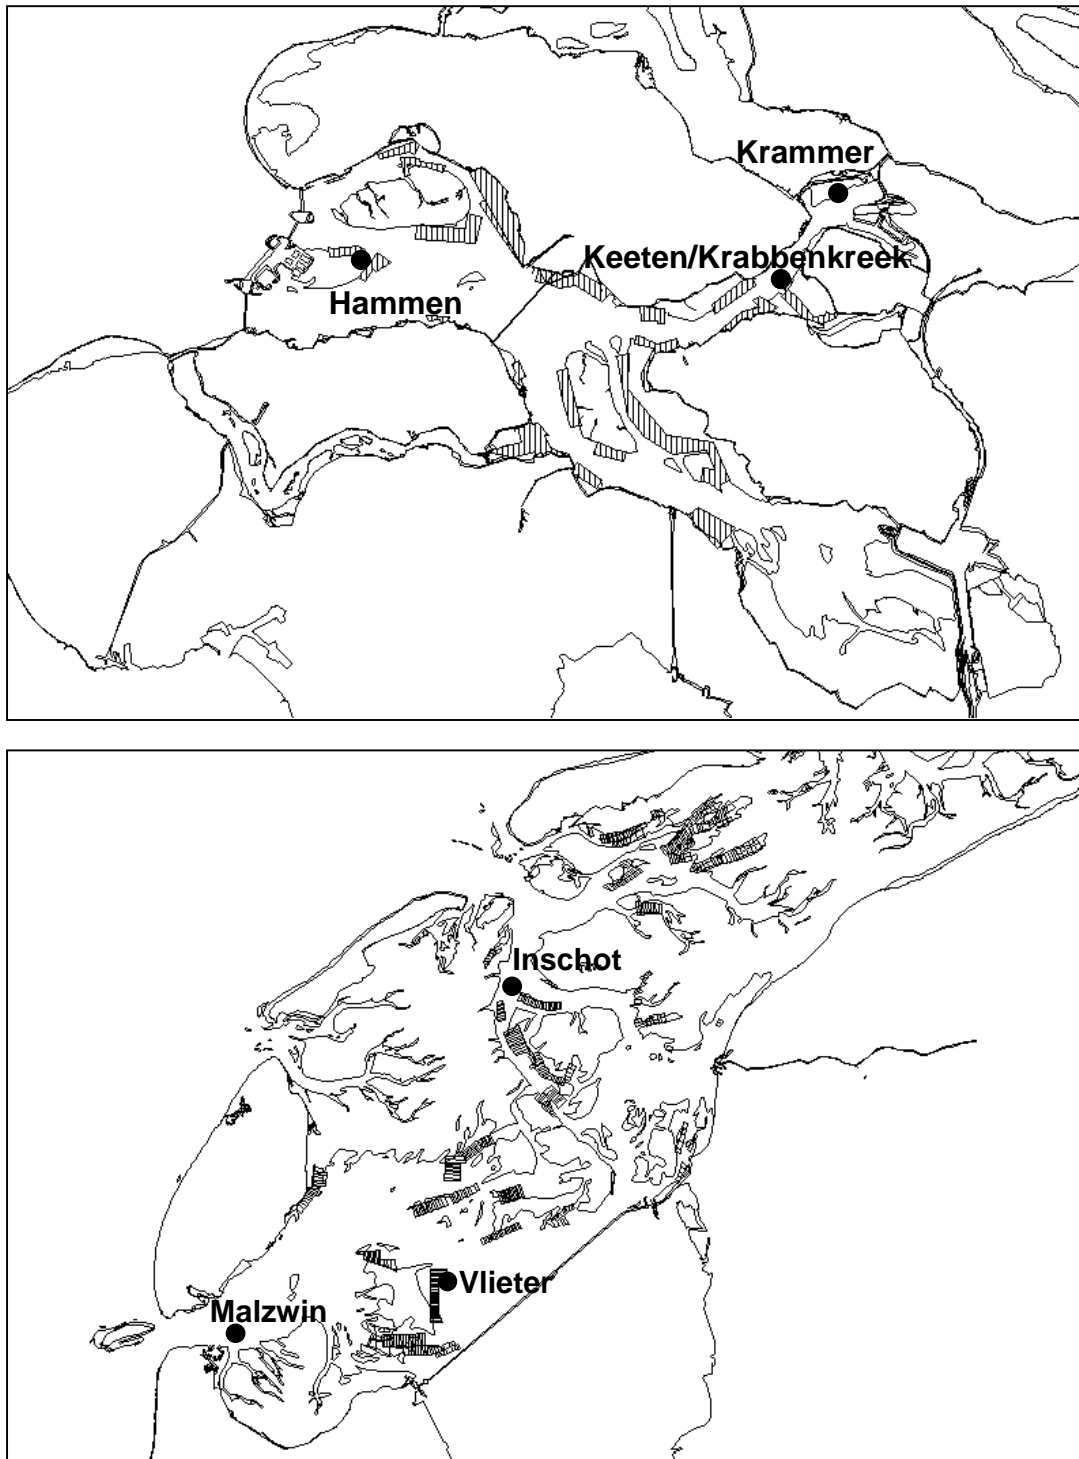 Krammer
Keeten/Krabbenkreek
Hammen
Inschot
Vlieter
Malzwin